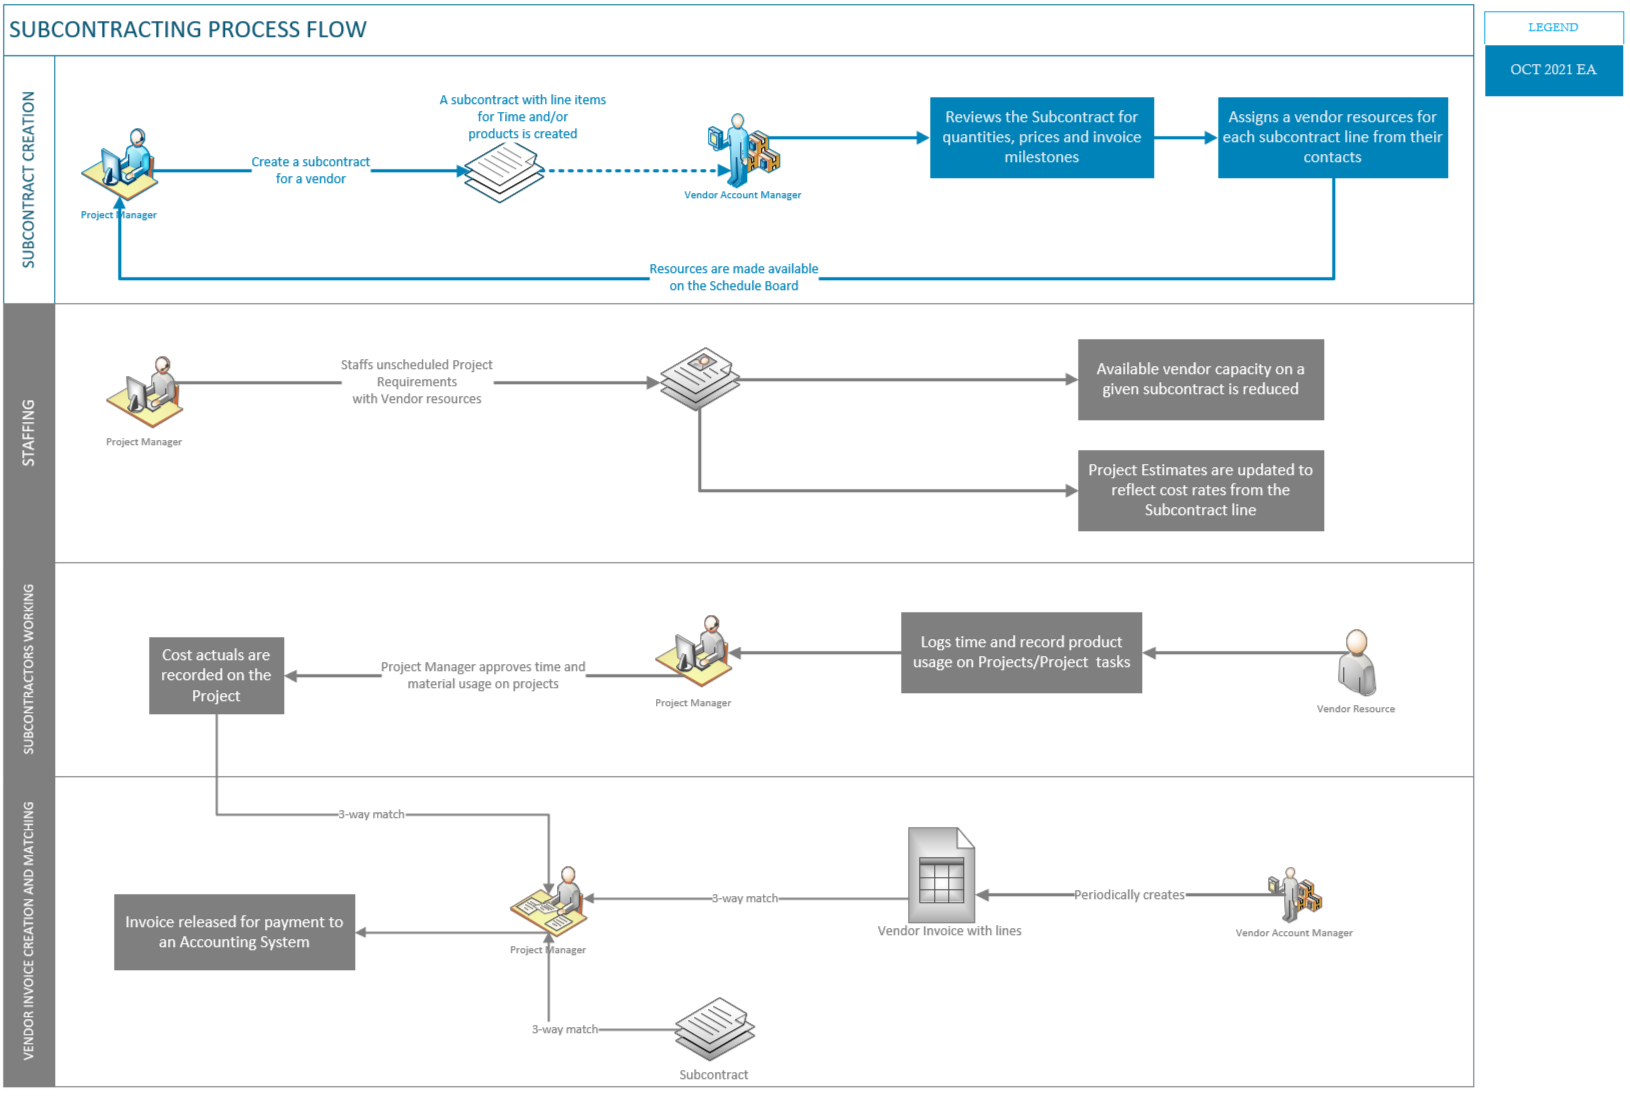 SUBCONTRACTING PROCESS FLOW
LEGEND
OCT 2021 EA
SUBCONTRACT CREATION
Project Manager
Create a subcontract
for a vendor
A subcontract with line items
for Time and/or
products is created
Vendor Account Manager
Reviews the Subcontract for
quantities, prices and invoice
milestones
Assigns a vendor resources for
each subcontract line from their
contacts
Resources are made available
on the Schedule Board
STAFFING
Project Manager
Staffs unscheduled Project
Requirements
with Vendor resources
Available vendor capacity on a
given subcontract is reduced
Project Estimates are updated to
reflect cost rates from the
Subcontract line
SUBCONTRACTORS WORKING
Cost actuals are
recorded on the
Project
Project Manager approves time and
material usage on projects
Project Manager
Logs time and record product
usage on Projects/Project tasks
Vendor Resource
VENDOR INVOICE CREATION AND MATCHING
3-way match
Invoice released for payment to
an Accounting System
Project Manager
3-way match
Vendor Invoice with lines
Periodically creates
Vendor Account Manager
3-way match
Subcontract